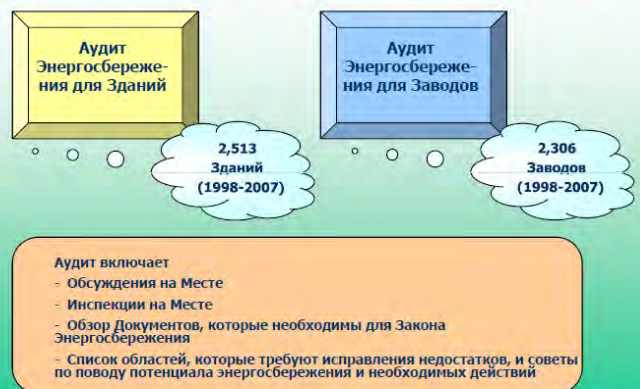 Аудит
Энергосбереже-
ния для Зданий
Аудит
Энергосбереже-
ния для Заводов
2,513
Зданий
(1998-2007)
2,306
Заводов
(1998-2007)
Аудит включает
- Обсуждения на Месте
- Инспекции на Месте
- Обзор Документов, которые необходимы для Закона
Энергосбережения
- Список областей, которые требуют исправления недостатков, и советы
по поводу потенциала энергосбережения и необходимых действий